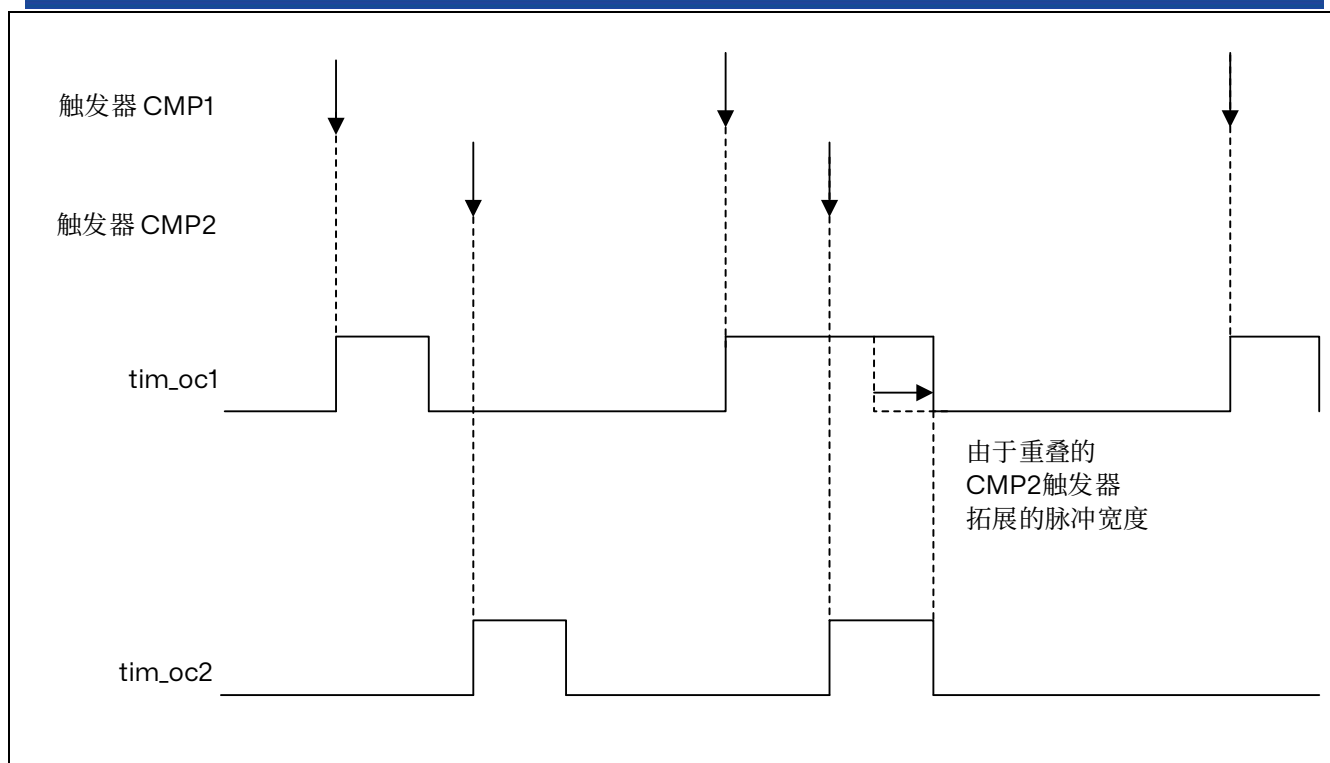 触发器 CMP1
触发器 CMP2
tim_oc1
由于重叠的
CMP2触发器
拓展的脉冲宽度
tim_oc2